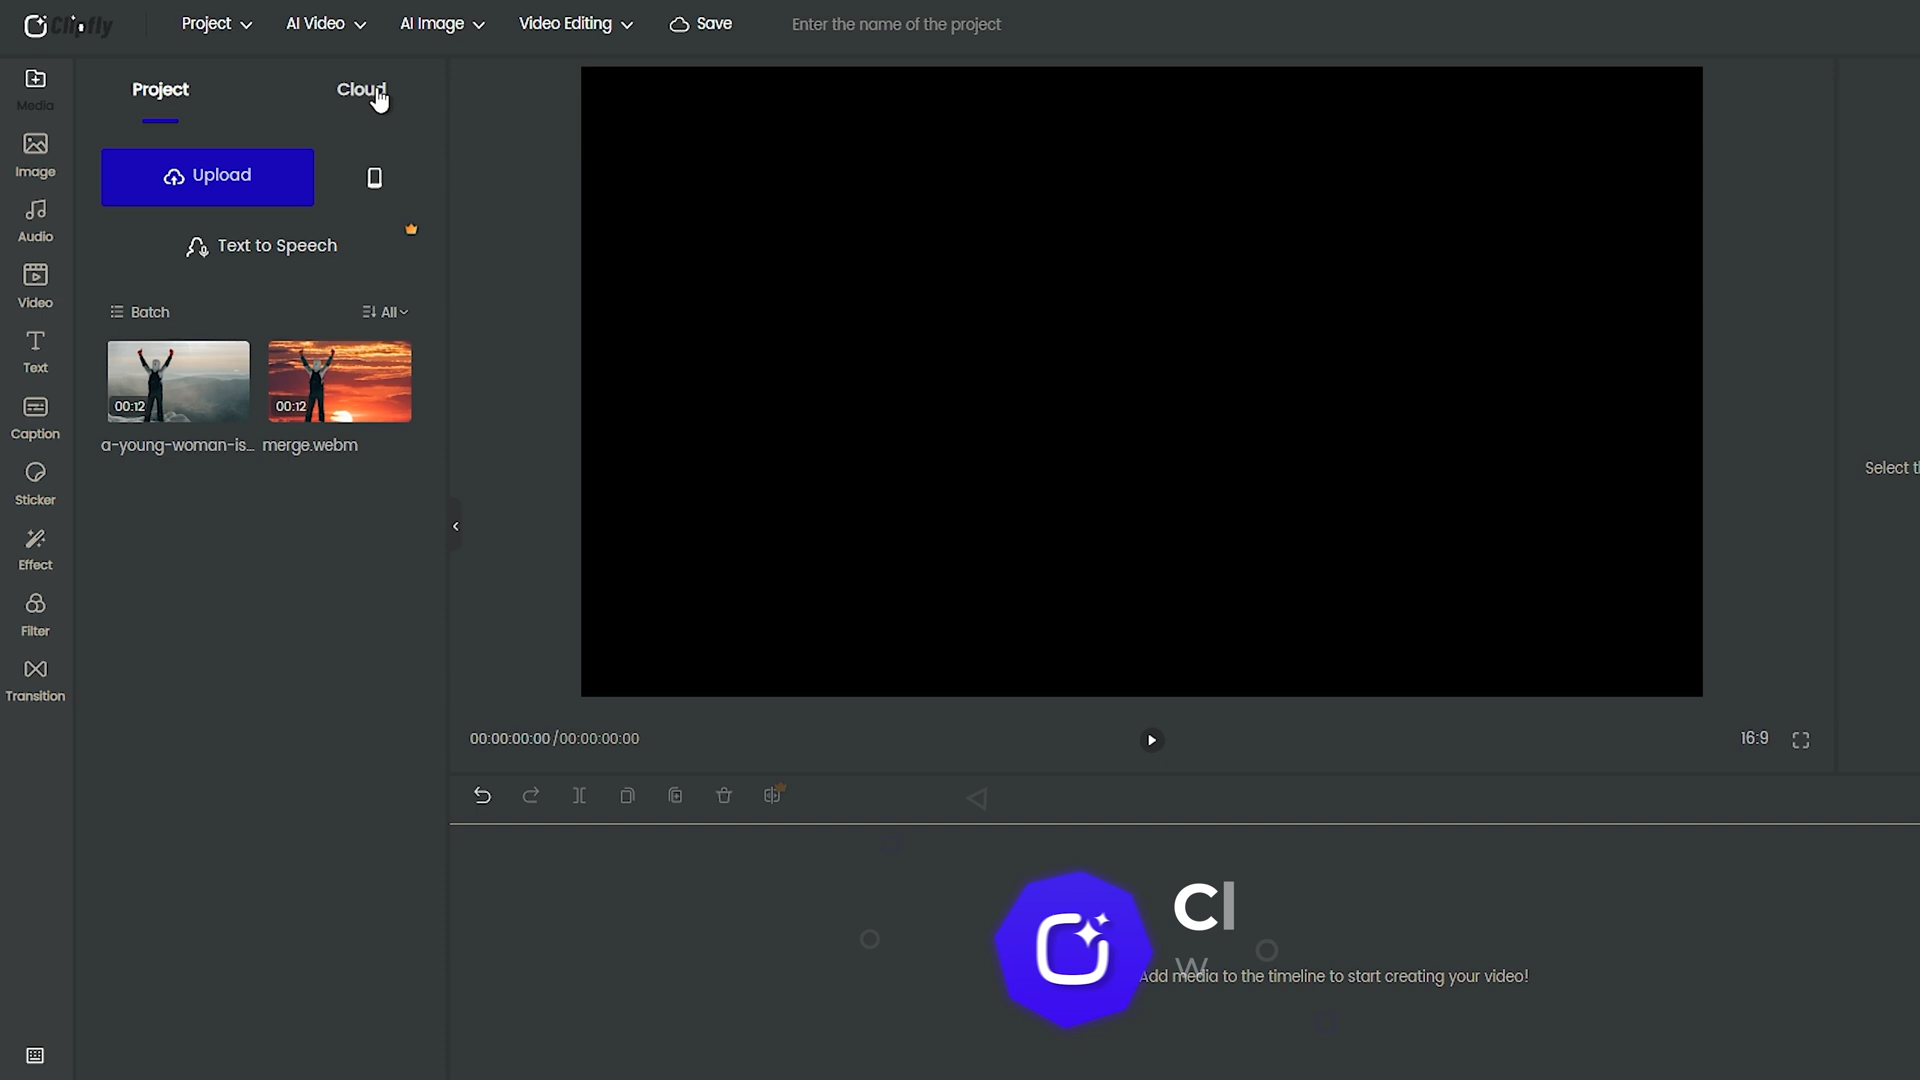 Clipfly
Project
AI Video
AI Image
Video Editing
Save
Enter the name of the project
Media
Image
Audio
Video
Text
Caption
Sticker
Effect
Filter
Transition
Project
Cloud
Upload
Text to Speech
Batch
All
00:12
00:12
a-young-woman-is...
merge.webm
Select t
00:00:00:00/00:00:00:00
16:9
Cl
W
Add media to the timeline to start creating your video!